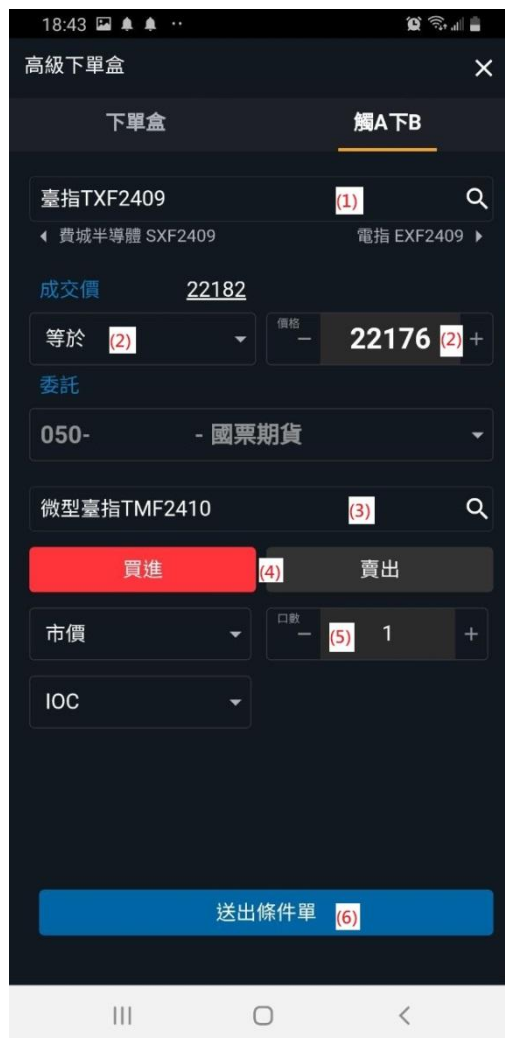 18:43
高級下單盒 ×
下單盒 觸A下B
臺指TXF2409 (1)
費城半導體 SXF2409 電指 EXF2409
成交價 22182
等於 (2) 價格 − 22176 (2) +
委託
050- - 國票期貨
微型臺指TMF2410 (3)
買進 (4) 賣出
市價 口數 − (5) 1 +
IOC
送出條件單 (6)